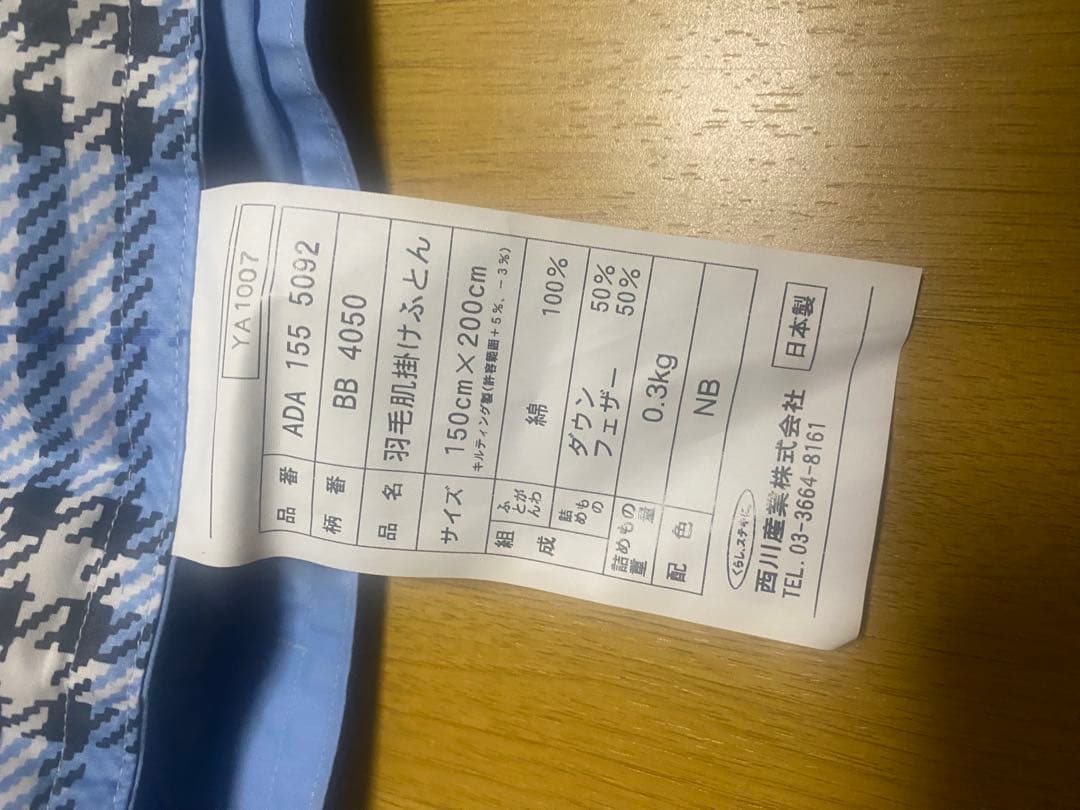 YA1007
品番 ADA 155 5092
柄番 BB 4050
品名 羽毛肌掛けふとん
サイズ 150cm×200cm
キルティング製(許容範囲+5%、-3%)
組成 ふとんがわ 綿 100%
詰めもの ダウン 50%
フェザー 50%
詰めもの量 0.3kg
重量
配色 NB
くらし、ステキに。
西川産業株式会社 日本製
TEL. 03-3664-8161